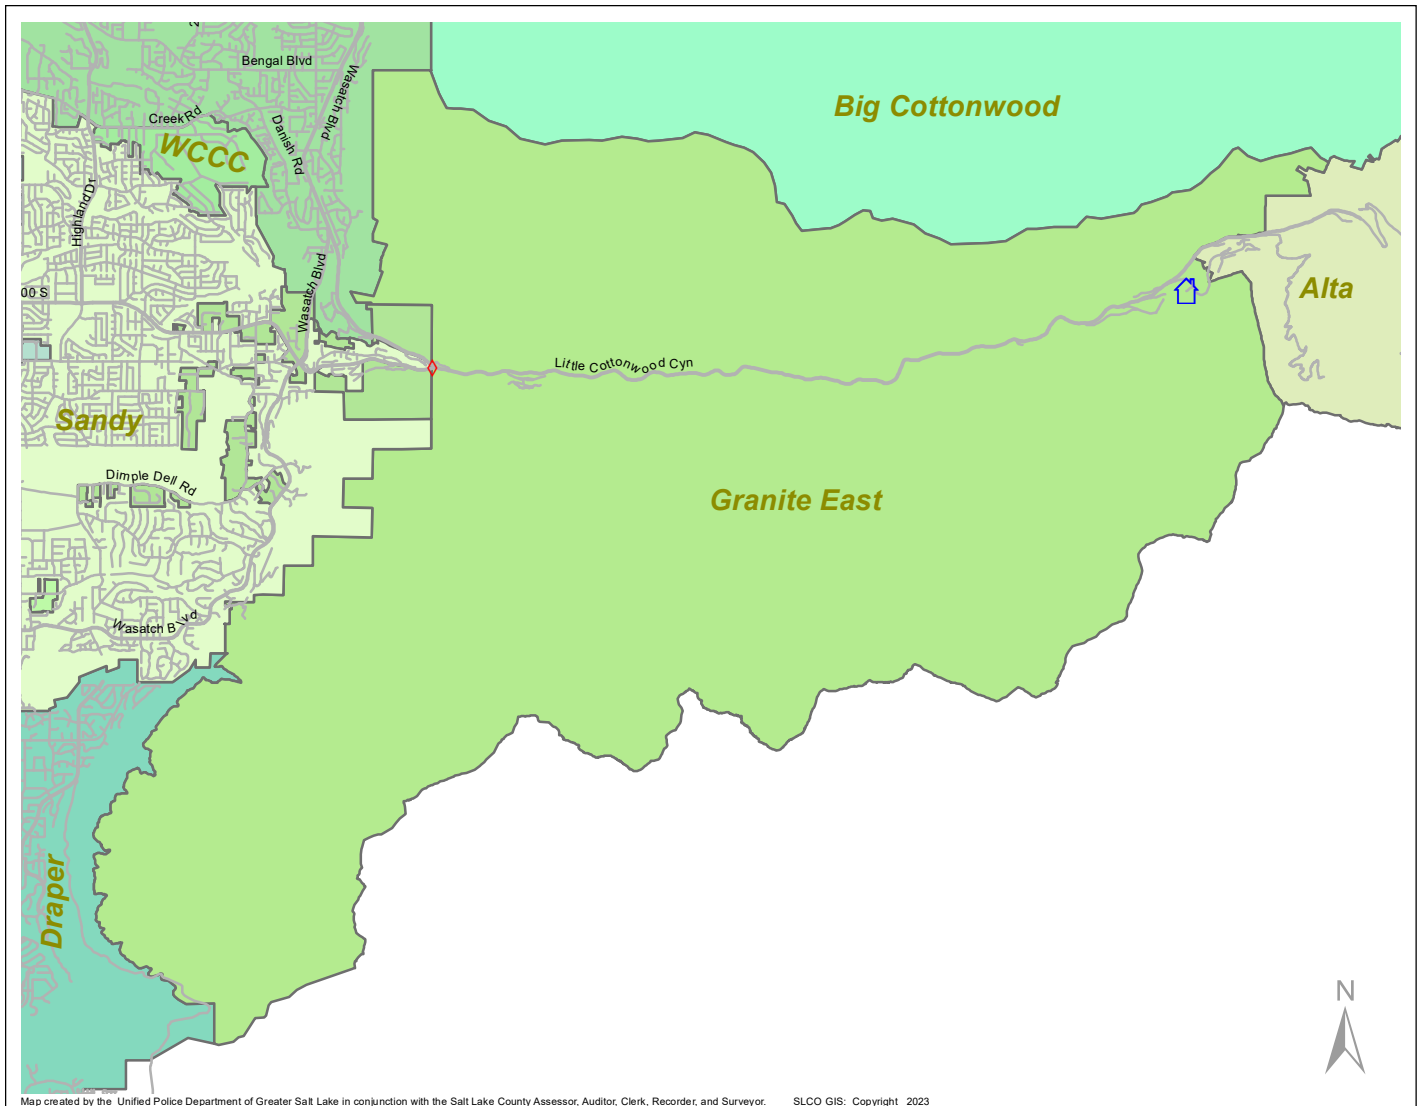 Bengal Blvd
Wasatch Blvd
Big Cottonwood
Creek Rd
Danish Rd
WCCC
Highland Dr
Wasatch Blvd
00 S
Alta
Little Cottonwood Cyn
Sandy
Dimple Dell Rd
Granite East
Wasatch Blvd
Draper
N
Map created by the Unified Police Department of Greater Salt Lake in conjunction with the Salt Lake County Assessor, Auditor, Clerk, Recorder, and Surveyor. SLCO GIS: Copyright 2023